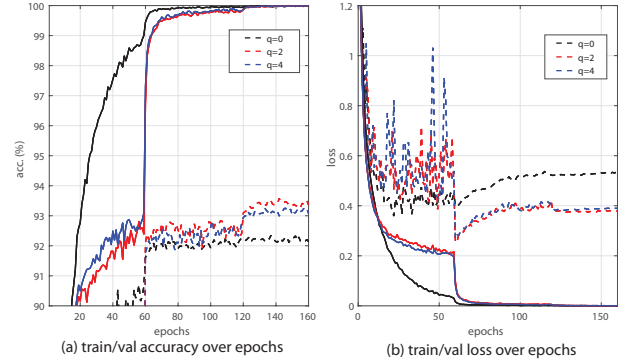 100
99
98
97
96
95
94
93
92
91
90
acc. (%)
20 40 60 80 100 120 140 160
epochs
q=0
q=2
q=4
(a) train/val accuracy over epochs
1.2
1
0.8
0.6
0.4
0.2
0
loss
0 50 100 150
epochs
q=0
q=2
q=4
(b) train/val loss over epochs